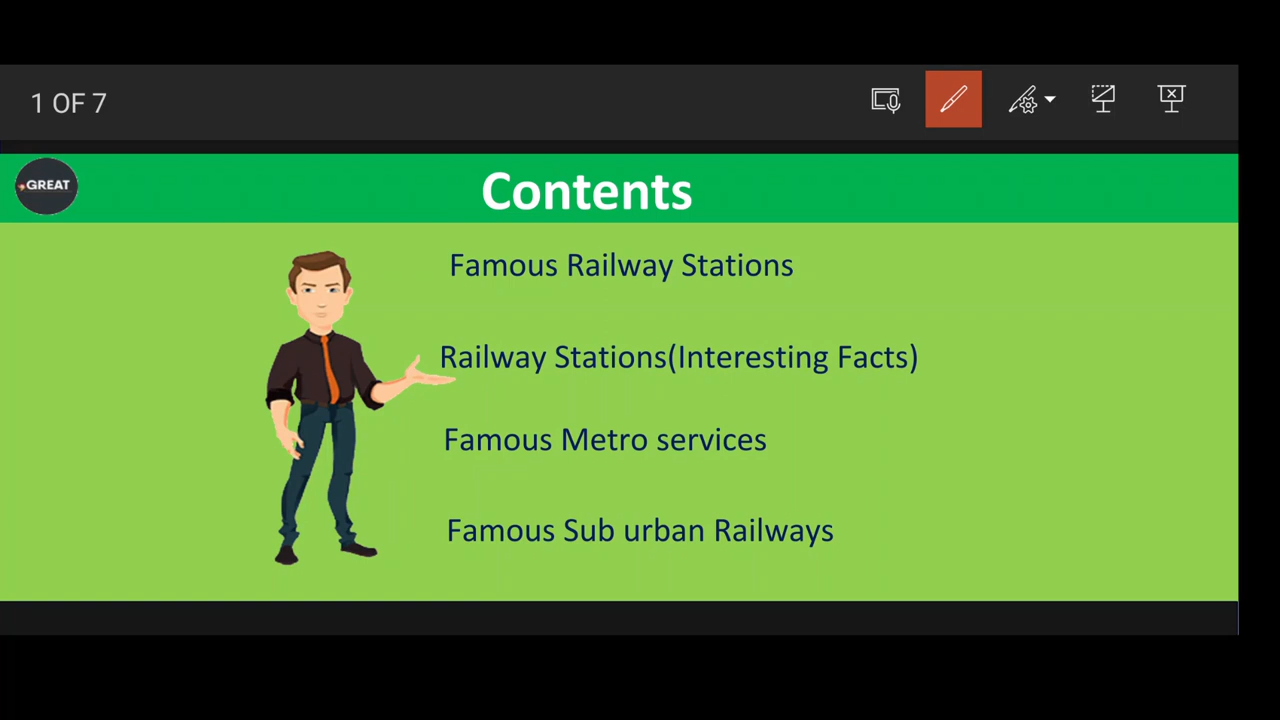 1 OF 7
GREAT
Contents
Famous Railway Stations
Railway Stations(Interesting Facts)
Famous Metro services
Famous Sub urban Railways